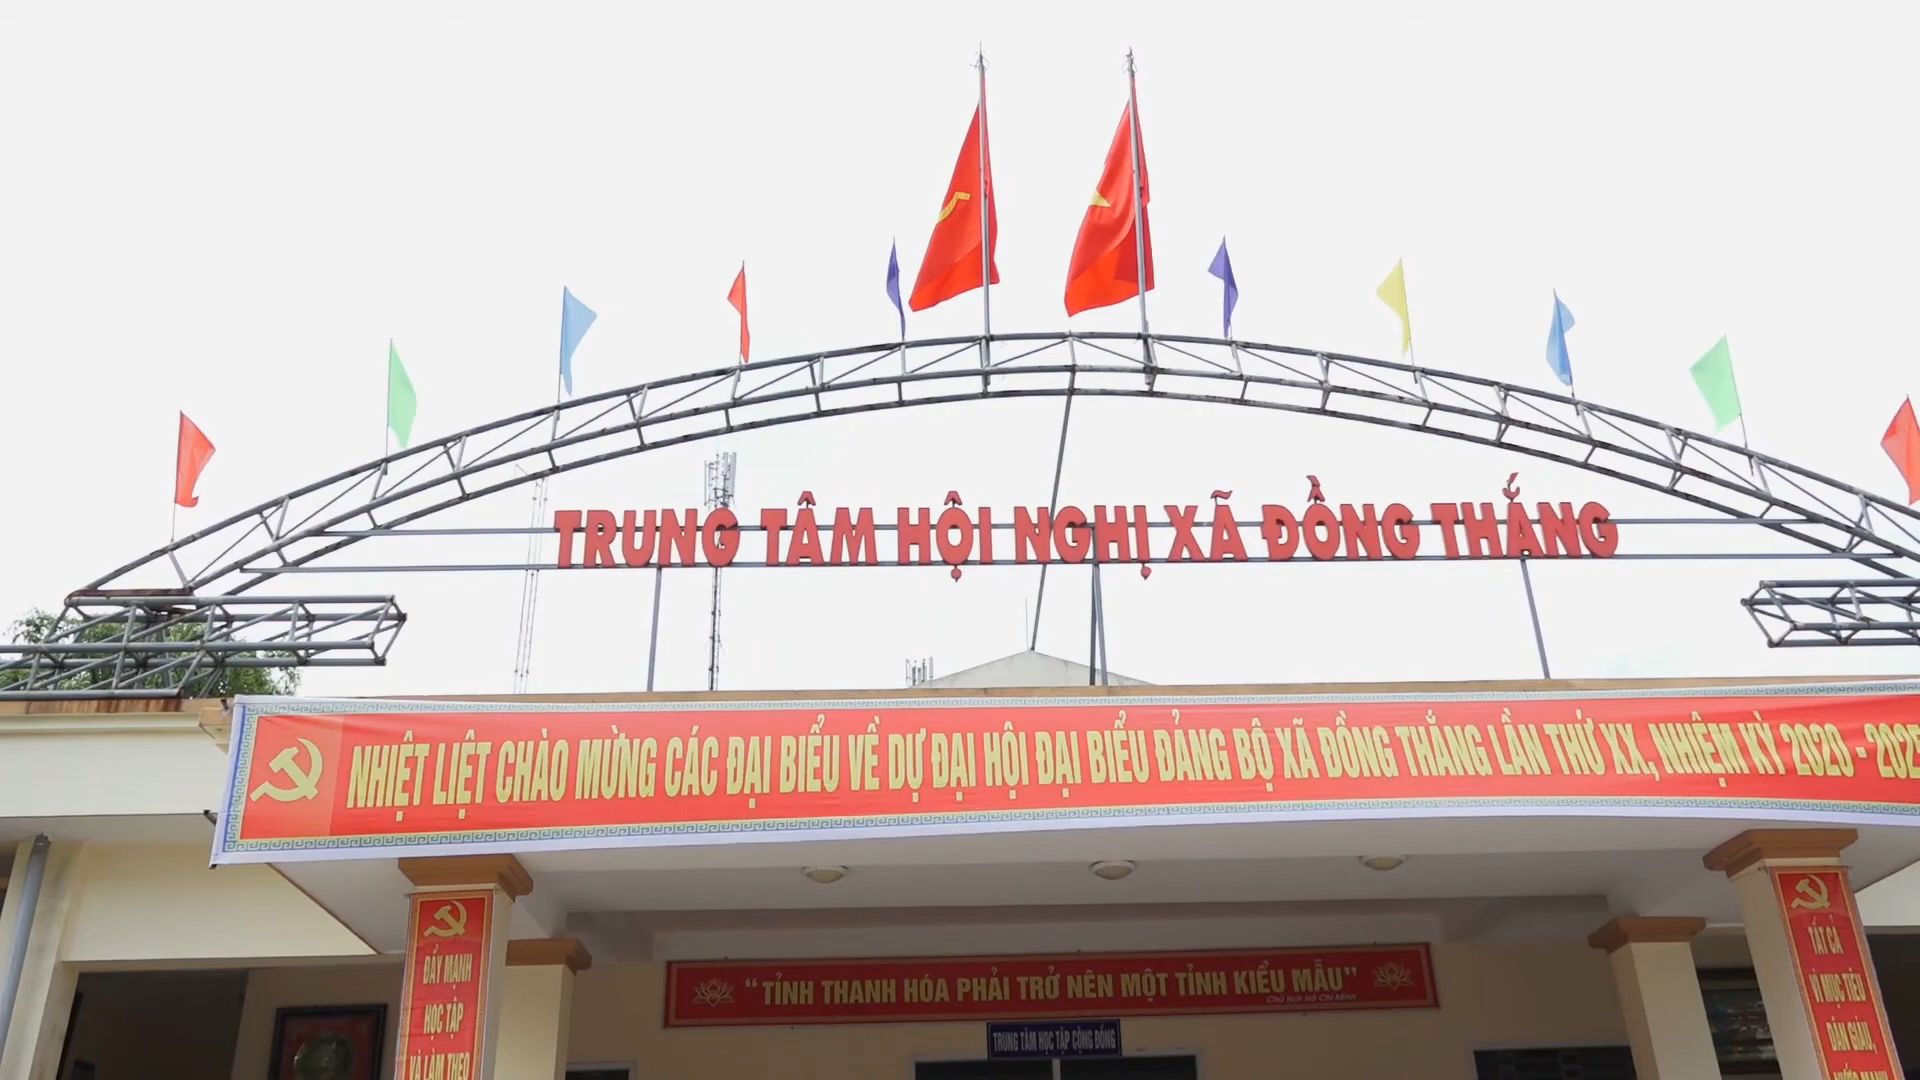 TRUNG TÂM HỘI NGHỊ XÃ ĐỒNG THẮNG
NHIỆT LIỆT CHÀO MỪNG CÁC ĐẠI BIỂU VỀ DỰ ĐẠI HỘI ĐẠI BIỂU ĐẢNG BỘ XÃ ĐỒNG THẮNG LẦN THỨ XX, NHIỆM KỲ 2020 - 2025
"TỈNH THANH HÓA PHẢI TRỞ NÊN MỘT TỈNH KIỂU MẪU"
Chủ tịch Hồ Chí Minh
TRUNG TÂM HỌC TẬP CỘNG ĐỒNG
ĐẨY MẠNH
HỌC TẬP
VÀ LÀM THEO
TẤT CẢ
VÌ MỤC TIÊU
DÂN GIÀU,
NƯỚC MẠNH